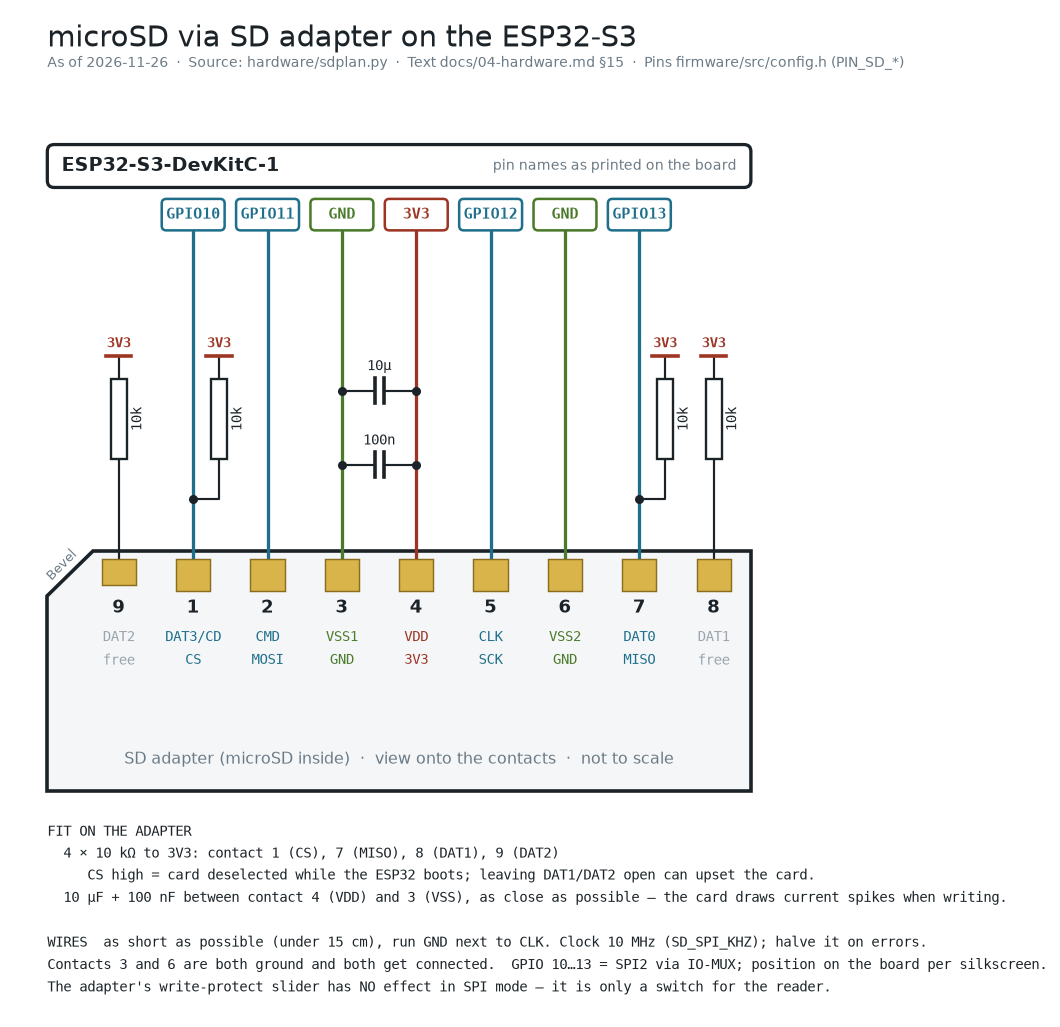 microSD via SD adapter on the ESP32-S3
As of 2026-11-26 · Source: hardware/sdplan.py · Text docs/04-hardware.md §15 · Pins firmware/src/config.h (PIN_SD_*)
ESP32-S3-DevKitC-1 pin names as printed on the board
GPIO10 GPIO11 GND 3V3 GPIO12 GND GPIO13
3V3 3V3 3V3 3V3
10µ
10k 10k 10k 10k
100n
Bevel
9 1 2 3 4 5 6 7 8
DAT2 DAT3/CD CMD VSS1 VDD CLK VSS2 DAT0 DAT1
free CS MOSI GND 3V3 SCK GND MISO free
SD adapter (microSD inside) · view onto the contacts · not to scale
FIT ON THE ADAPTER
4 × 10 kΩ to 3V3: contact 1 (CS), 7 (MISO), 8 (DAT1), 9 (DAT2)
CS high = card deselected while the ESP32 boots; leaving DAT1/DAT2 open can upset the card.
10 µF + 100 nF between contact 4 (VDD) and 3 (VSS), as close as possible — the card draws current spikes when writing.
WIRES as short as possible (under 15 cm), run GND next to CLK. Clock 10 MHz (SD_SPI_KHZ); halve it on errors.
Contacts 3 and 6 are both ground and both get connected. GPIO 10…13 = SPI2 via IO-MUX; position on the board per silkscreen.
The adapter's write-protect slider has NO effect in SPI mode — it is only a switch for the reader.